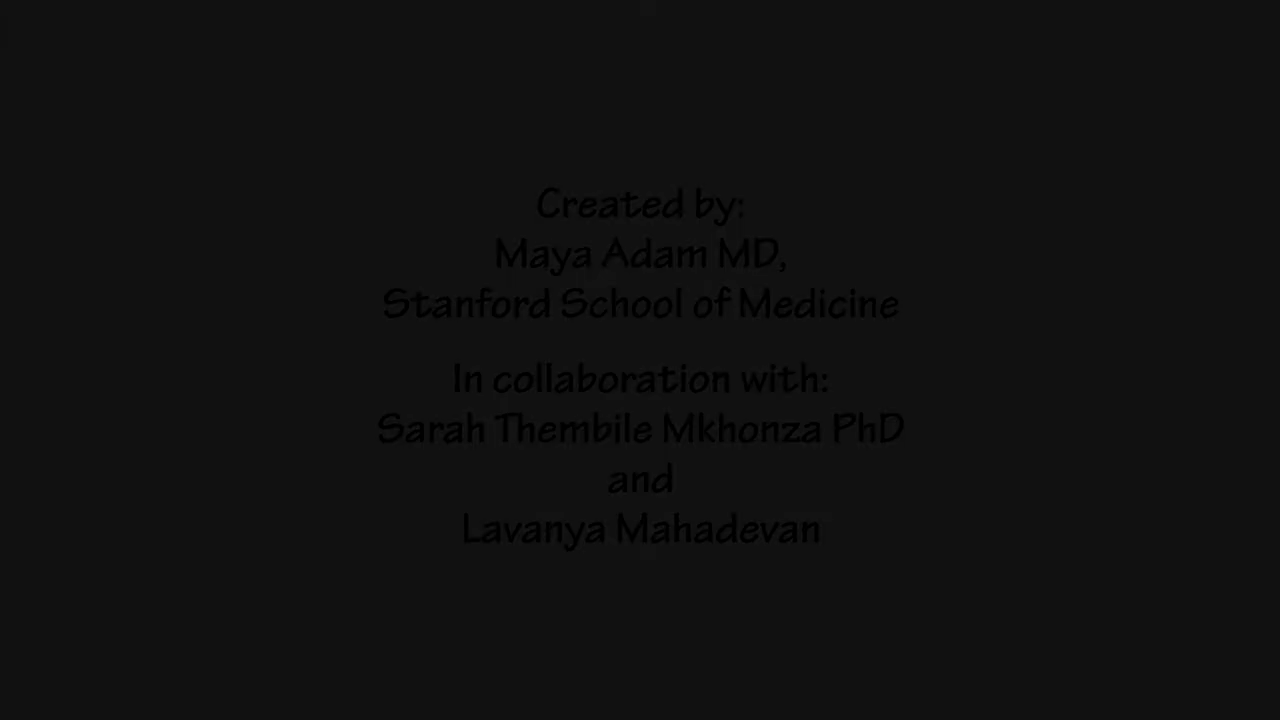 Created by:
Maya Adam MD,
Stanford School of Medicine
In collaboration with:
Sarah Thembile Mkhonza PhD
and
Lavanya Mahadevan